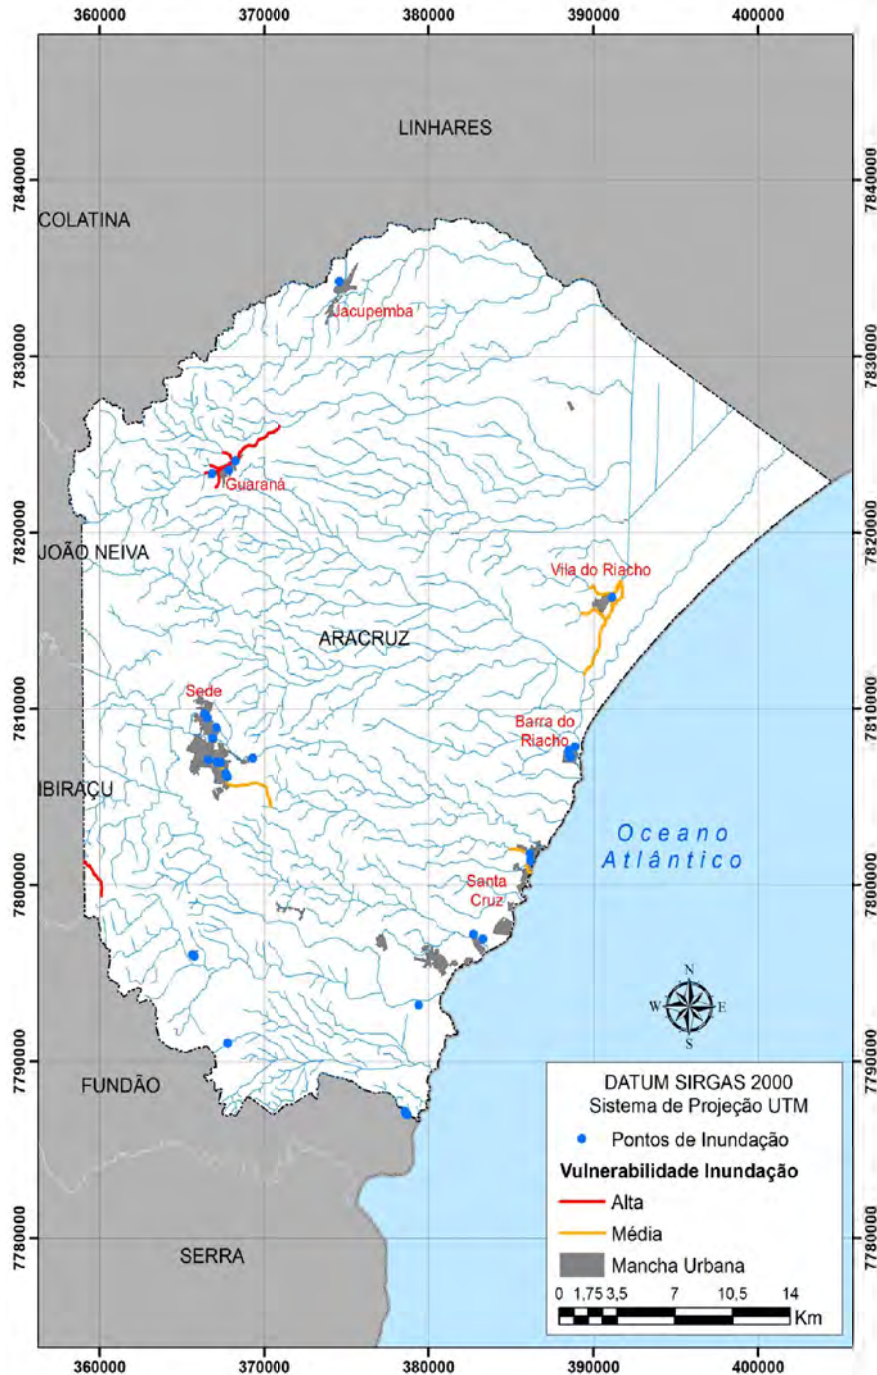 360000 370000 380000 390000 400000
LINHARES
7840000 7840000
COLATINA
Jacupemba
7830000 7830000
Guaraná
7820000 7820000
JOÃO NEIVA
Vila do Riacho
ARACRUZ
Sede
7810000 7810000
Barra do
Riacho
IBIRAÇU
Oceano
Atlântico
Santa
Cruz
7800000 7800000
N
W E
S
7790000 7790000
FUNDÃO
DATUM SIRGAS 2000
Sistema de Projeção UTM
Pontos de Inundação
Vulnerabilidade Inundação
Alta
Média
7780000 7780000
SERRA
Mancha Urbana
0 1,75 3,5 7 10,5 14
Km
360000 370000 380000 390000 400000